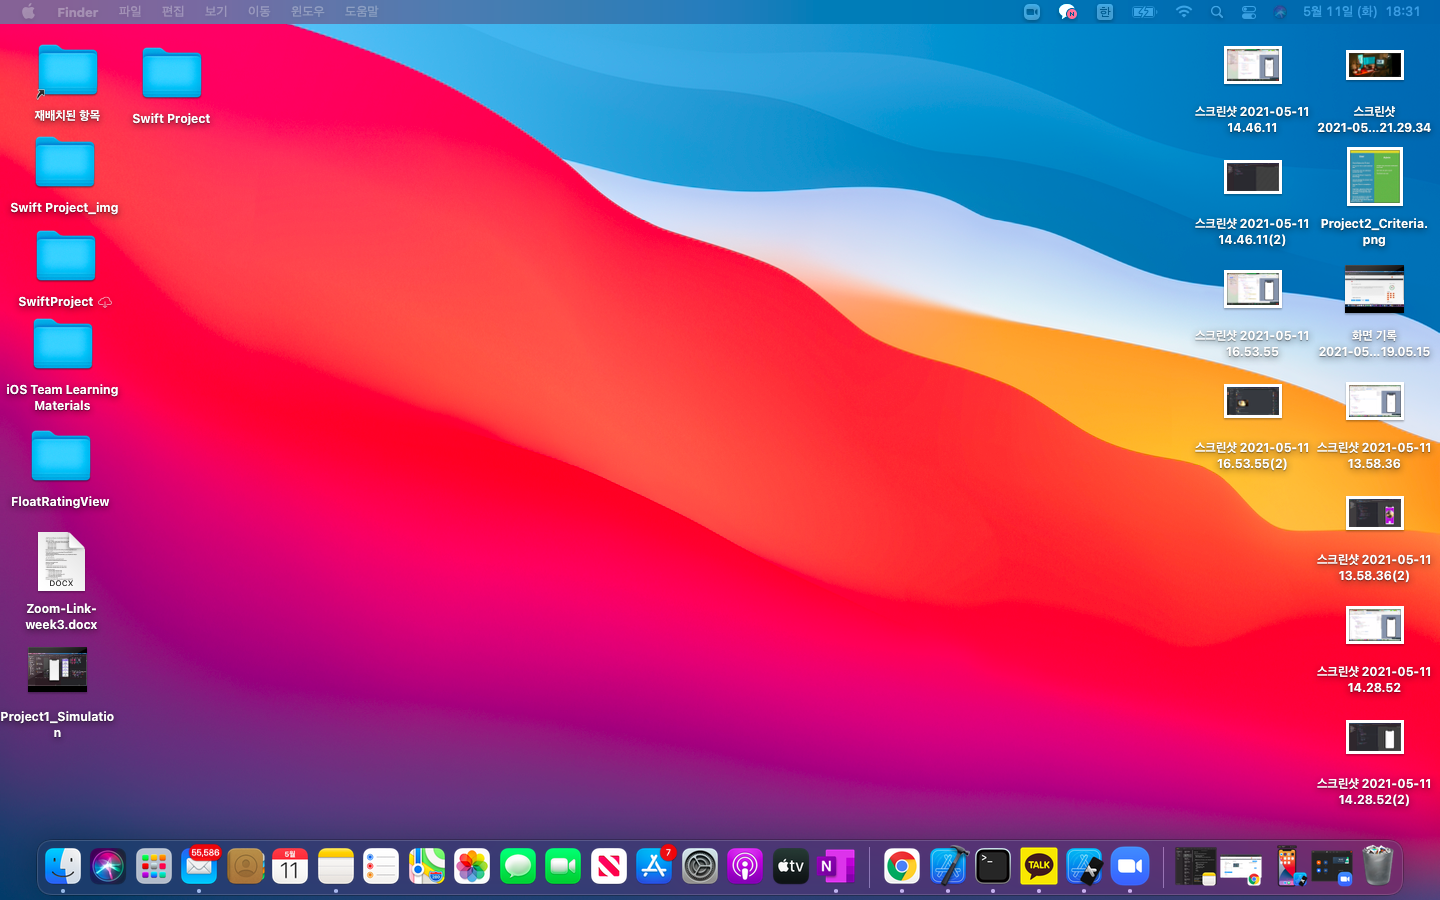 Finder 파일 편집 보기 이동 윈도우 도움말 한 5월 11일 (화) 18:31
재배치된 항목
Swift Project
Swift Project_img
SwiftProject
iOS Team Learning
Materials
FloatRatingView
DOCX
Zoom-Link-
week3.docx
Project1_Simulatio
n
스크린샷 2021-05-11
14.46.11
스크린샷
2021-05...21.29.34
스크린샷 2021-05-11
14.46.11(2)
Project2_Criteria.
png
스크린샷 2021-05-11
16.53.55
화면 기록
2021-05...19.05.15
스크린샷 2021-05-11
16.53.55(2)
스크린샷 2021-05-11
13.58.36
스크린샷 2021-05-11
13.58.36(2)
스크린샷 2021-05-11
14.28.52
스크린샷 2021-05-11
14.28.52(2)
55,586
5월
11
7
tv
N
TALK